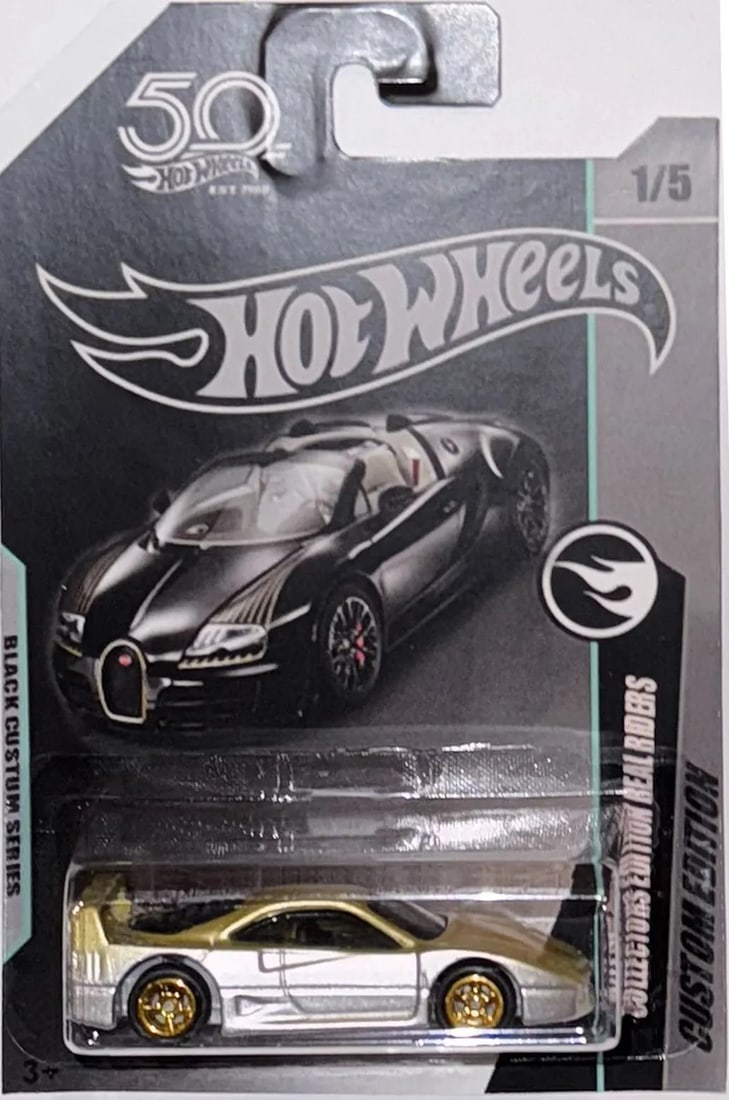 50
HOT WHEELS
EST 1968
1/5
HOT WHEELS
BLACK CUSTUM SERIES
COLLECTORS EDITION REAL RIDERS
CUSTOM EDITION
3+